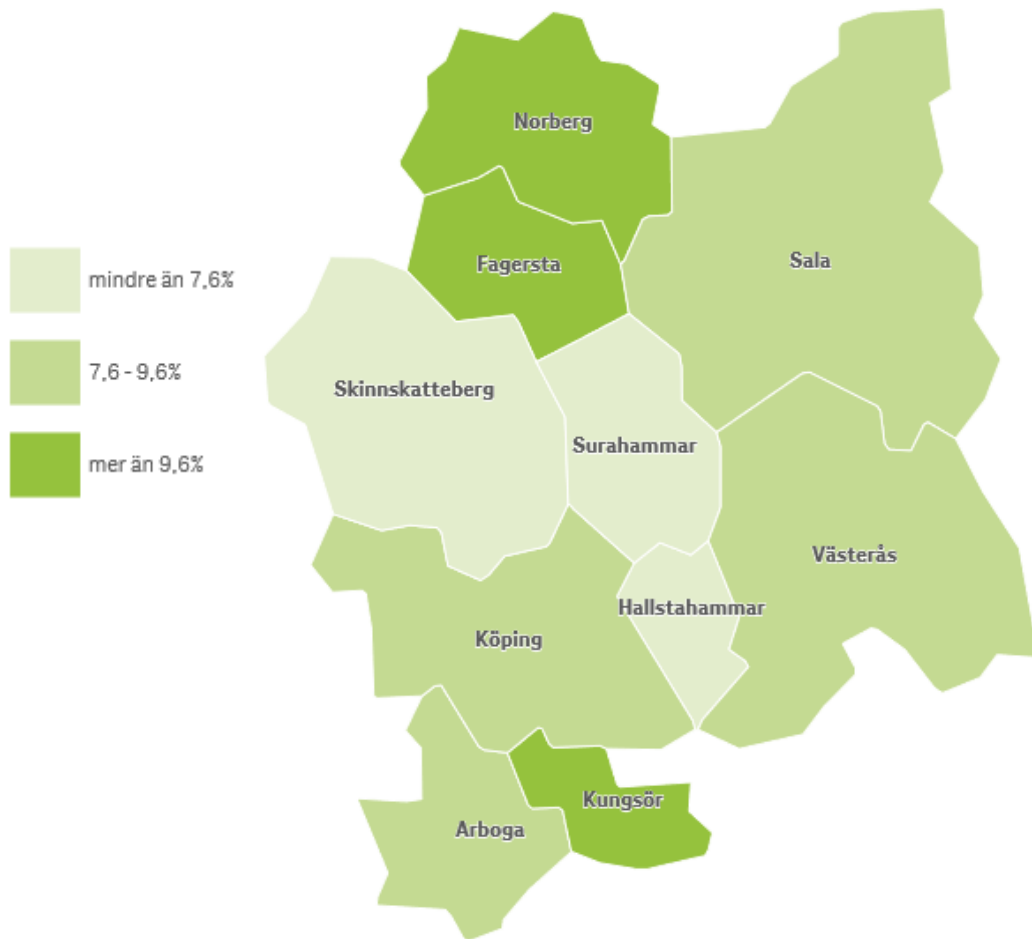 Norberg
Fagersta
Sala
mindre än 7,6%
7,6 - 9,6%
mer än 9,6%
Skinnskatteberg
Surahammar
Västerås
Hallstahammar
Köping
Kungsör
Arboga